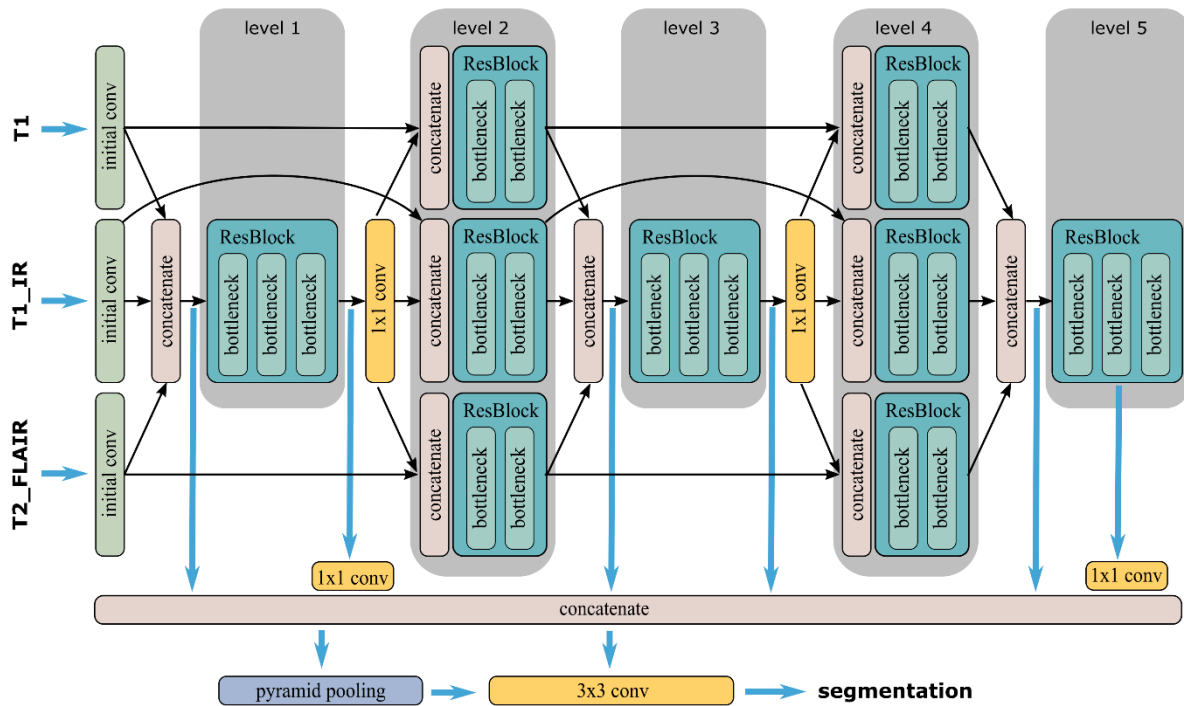 level 1
level 2
level 3
level 4
level 5
T1
initial conv
concatenate
ResBlock
bottleneck
bottleneck
concatenate
ResBlock
bottleneck
bottleneck
T1_IR
initial conv
concatenate
ResBlock
bottleneck
bottleneck
bottleneck
1x1 conv
concatenate
ResBlock
bottleneck
bottleneck
concatenate
ResBlock
bottleneck
bottleneck
bottleneck
1x1 conv
concatenate
ResBlock
bottleneck
bottleneck
concatenate
ResBlock
bottleneck
bottleneck
bottleneck
T2_FLAIR
initial conv
concatenate
ResBlock
bottleneck
bottleneck
concatenate
ResBlock
bottleneck
bottleneck
1x1 conv
1x1 conv
concatenate
pyramid pooling
3x3 conv
segmentation